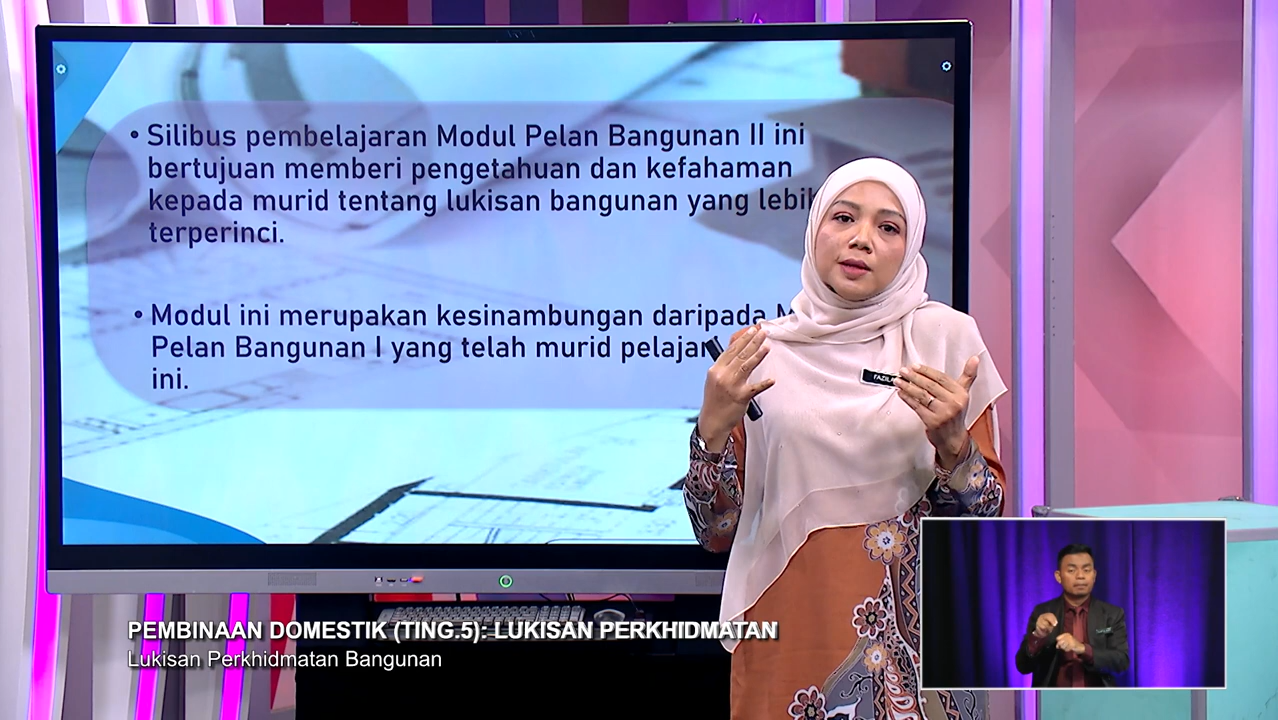 • Silibus pembelajaran Modul Pelan Bangunan II ini
bertujuan memberi pengetahuan dan kefahaman
kepada murid tentang lukisan bangunan yang
terperinci.
• Modul ini merupakan kesinambungan daripada
Pelan Bangunan I yang telah murid
ini.
PEMBINAAN DOMESTIK (TING.5): LUKISAN PERKHIDMATAN
Lukisan Perkhidmatan Bangunan